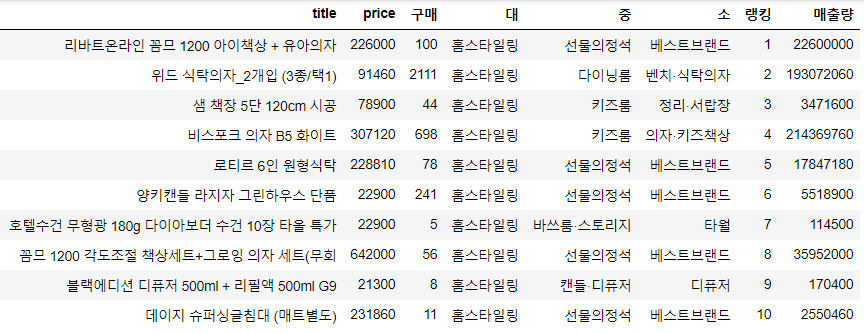 title price 구매 대 중 소 랭킹 매출량
리바트온라인 꼼므 1200 아이책상 + 유아의자 226000 100 홈스타일링 선물의정석 베스트브랜드 1 22600000
위드 식탁의자_2개입 (3종/택1) 91460 2111 홈스타일링 다이닝룸 벤치·식탁의자 2 193072060
샘 책장 5단 120cm 시공 78900 44 홈스타일링 키즈룸 정리·서랍장 3 3471600
비스포크 의자 B5 화이트 307120 698 홈스타일링 키즈룸 의자·키즈책상 4 214369760
로티르 6인 원형식탁 228810 78 홈스타일링 선물의정석 베스트브랜드 5 17847180
양키캔들 라지자 그린하우스 단품 22900 241 홈스타일링 선물의정석 베스트브랜드 6 5518900
호텔수건 무형광 180g 다이아보더 수건 10장 타올 특가 22900 5 홈스타일링 바쓰룸·스토리지 타월 7 114500
꼼므 1200 각도조절 책상세트+그로잉 의자 세트(무회 642000 56 홈스타일링 선물의정석 베스트브랜드 8 35952000
블랙에디션 디퓨저 500ml + 리필액 500ml G9 21300 8 홈스타일링 캔들·디퓨저 디퓨저 9 170400
데이지 슈퍼싱글침대 (매트별도) 231860 11 홈스타일링 선물의정석 베스트브랜드 10 2550460